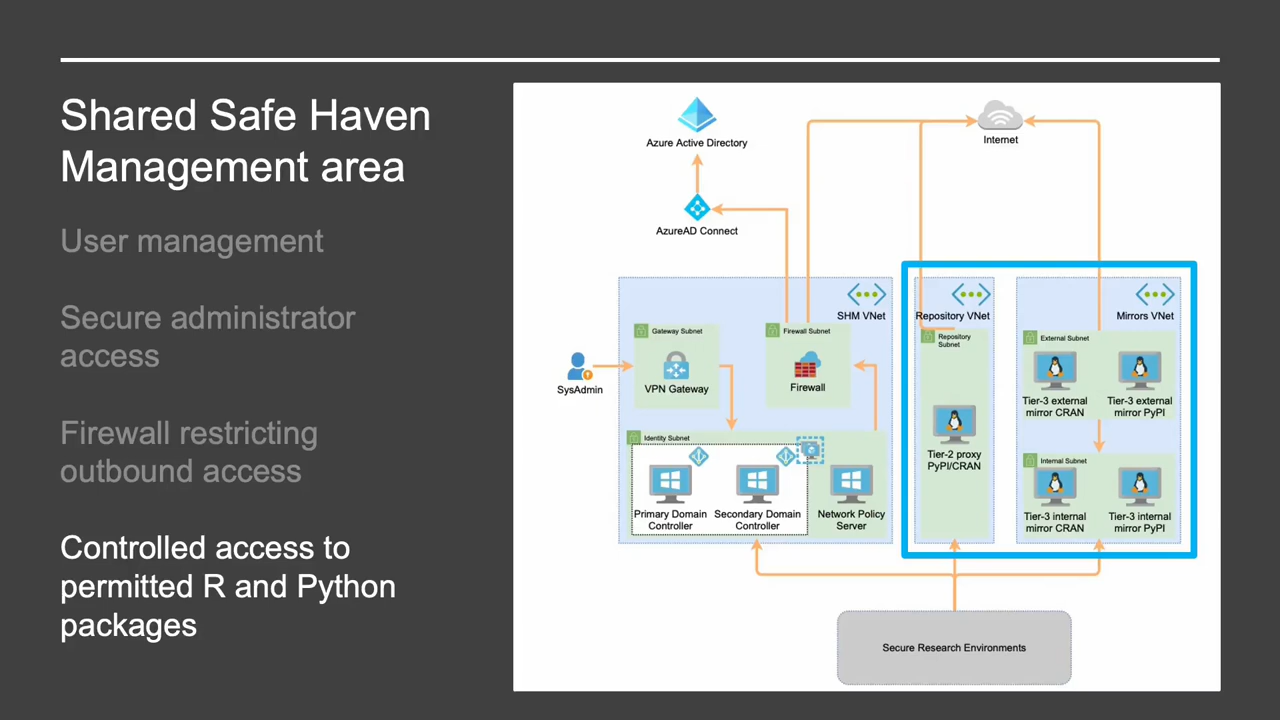 Shared Safe Haven
Management area
User management
Secure administrator
access
Firewall restricting
outbound access
Controlled access to
permitted R and Python
packages
Azure Active Directory
Internet
AzureAD Connect
SHM VNet
Repository VNet
Mirrors VNet
Gateway Subnet
Firewall Subnet
Repository
Subnet
External Subnet
SysAdmin
VPN Gateway
Firewall
Tier-3 external
mirror CRAN
Tier-3 external
mirror PyPI
Identity Subnet
Tier-2 proxy
PyPI/CRAN
Internal Subnet
Primary Domain
Controller
Secondary Domain
Controller
Network Policy
Server
Tier-3 internal
mirror CRAN
Tier-3 internal
mirror PyPI
Secure Research Environments